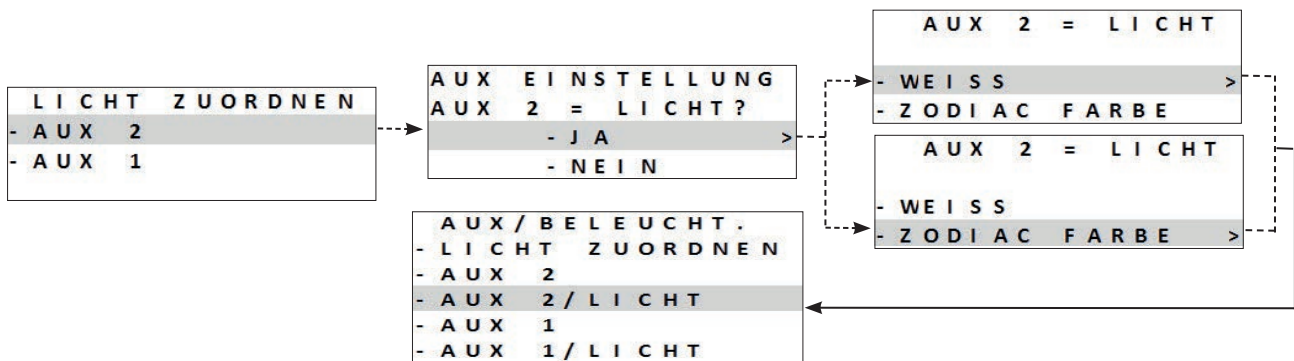 LICHT ZUORDNEN
- AUX 2
- AUX 1
AUX EINSTELLUNG
AUX 2 = LICHT?
- JA >
- NEIN
AUX 2 = LICHT
- WEISS >
- ZODIAC FARBE
AUX 2 = LICHT
- WEISS
- ZODIAC FARBE >
AUX/BELEUCHT.
- LICHT ZUORDNEN
- AUX 2
- AUX 2/LICHT
- AUX 1
- AUX 1/LICHT